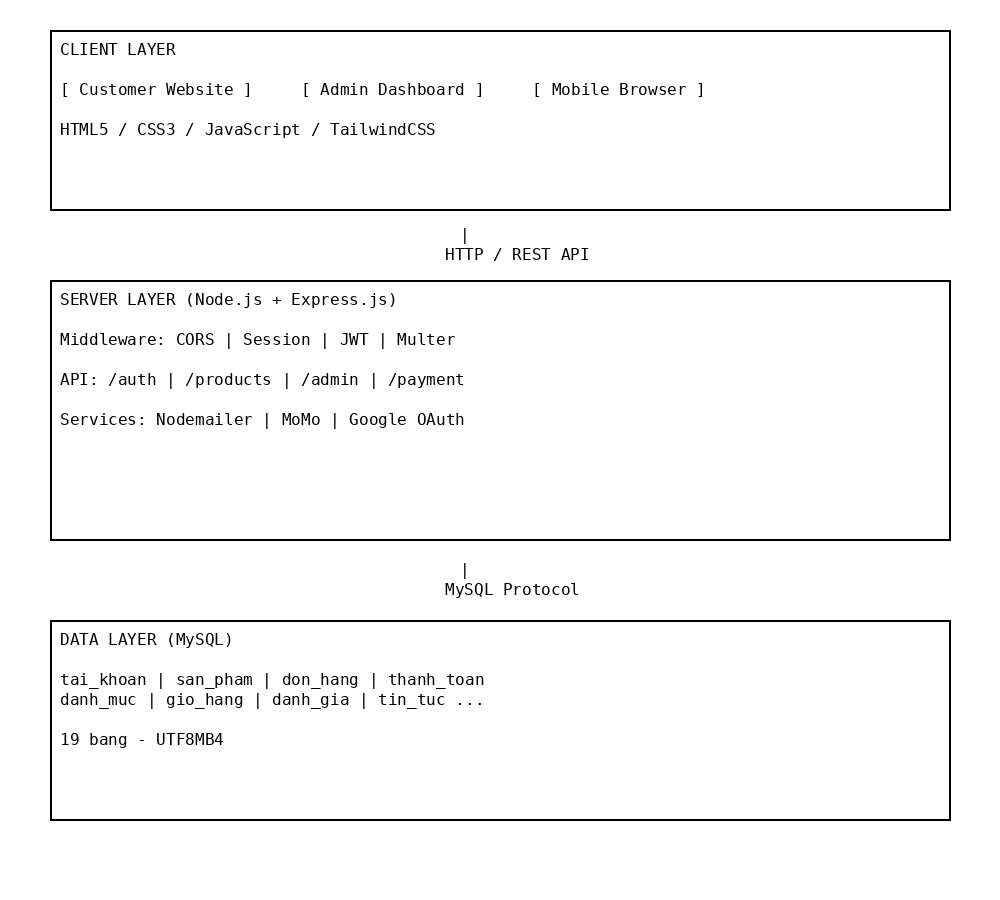 CLIENT LAYER
[ Customer Website ]     [ Admin Dashboard ]     [ Mobile Browser ]
HTML5 / CSS3 / JavaScript / TailwindCSS
|
HTTP / REST API
SERVER LAYER (Node.js + Express.js)
Middleware: CORS | Session | JWT | Multer
API: /auth | /products | /admin | /payment
Services: Nodemailer | MoMo | Google OAuth
|
MySQL Protocol
DATA LAYER (MySQL)
tai_khoan | san_pham | don_hang | thanh_toan
danh_muc | gio_hang | danh_gia | tin_tuc ...
19 bang - UTF8MB4